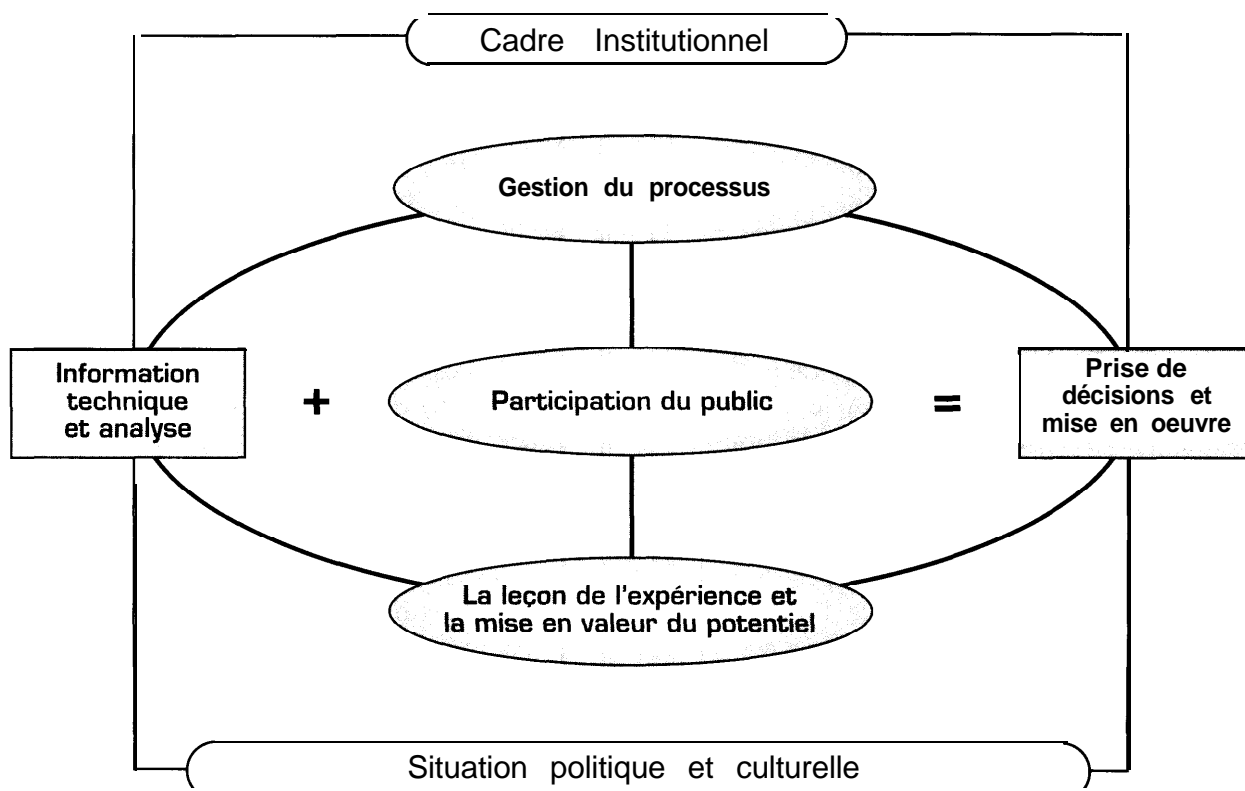 Cadre Institutionnel
Gestion du processus
Information
technique
et analyse
+
Participation du public
=
Prise de
décisions et
mise en oeuvre
La leçon de l'expérience et
la mise en valeur du potentiel
Situation politique et culturelle